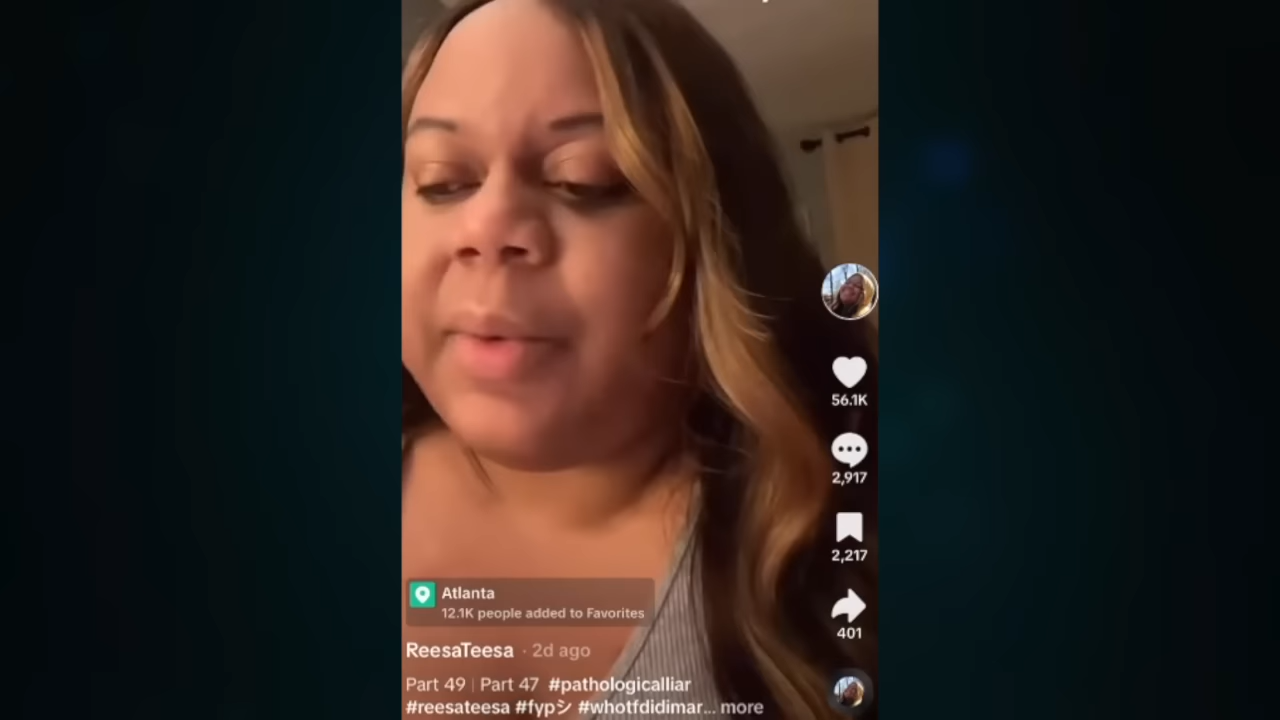 56.1K
2,917
2,217
401
Atlanta
12.1K people added to Favorites
ReesaTeesa · 2d ago
Part 49 | Part 47 #pathologicalliar
#reesateesa #fypシ #whotfdidimar... more